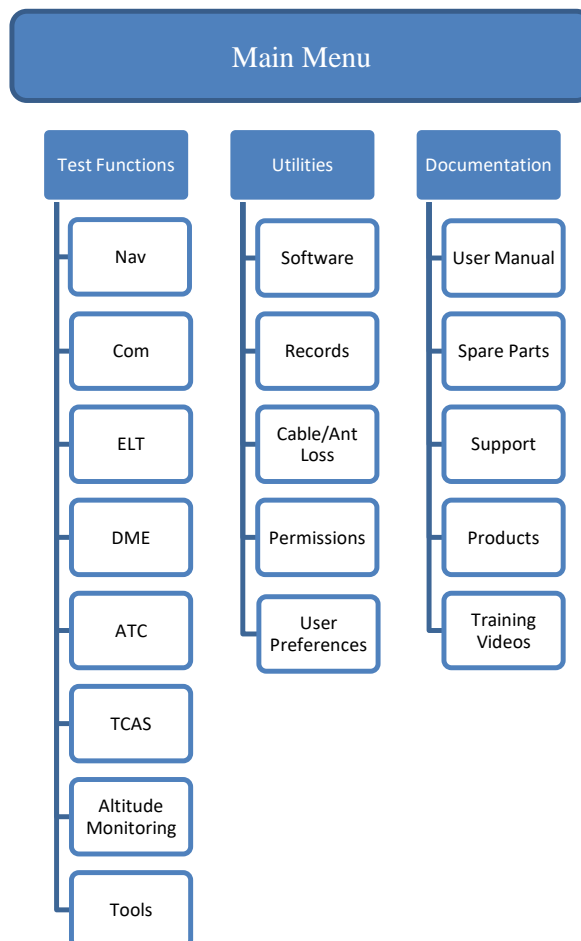 Main Menu
Test Functions
Nav
Com
ELT
DME
ATC
TCAS
Altitude
Monitoring
Tools
Utilities
Software
Records
Cable/Ant
Loss
Permissions
User
Preferences
Documentation
User Manual
Spare Parts
Support
Products
Training
Videos